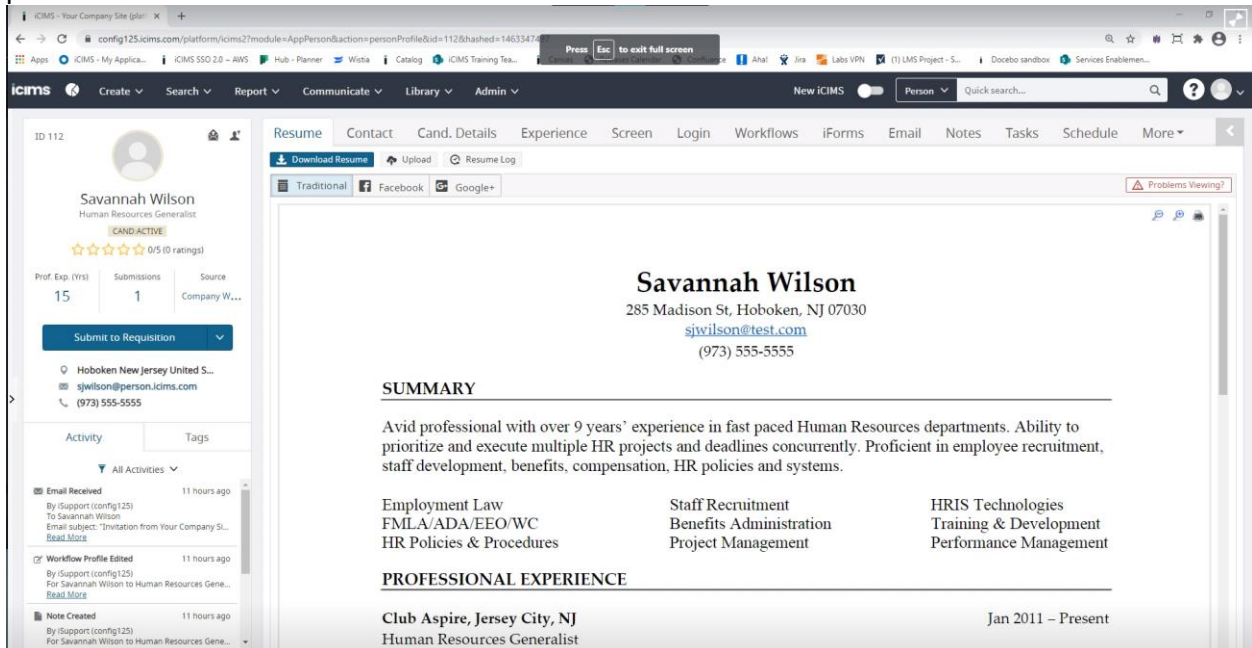 iCIMS - Your Company Site (plat
config125.icims.com/platform/icims2?module=AppPerson&action=personProfile&id=112&hashed=1463347
Press Esc to exit full screen
Apps iCIMS - My Applica... iCIMS SSO 2.0 – AWS Hub - Planner Wistia Catalog iCIMS Training Tea... Confluence Aha! Jira Labs VPN (1) LMS Project - S... Docebo sandbox Services Enablemen...
icims Create Search Report Communicate Library Admin New iCIMS Person Quick search... ?
ID 112
Savannah Wilson
Human Resources Generalist
CAND:ACTIVE
0/5 (0 ratings)
Prof. Exp. (Yrs) Submissions Source
15 1 Company W...
Submit to Requisition
Hoboken New Jersey United S...
sjwilson@person.icims.com
(973) 555-5555
Activity Tags
All Activities
Email Received 11 hours ago
By iSupport (config125)
To Savannah Wilson
Email subject: "Invitation from Your Company Si...
Read More
Workflow Profile Edited 11 hours ago
By iSupport (config125)
For Savannah Wilson to Human Resources Gene...
Read More
Note Created 11 hours ago
By iSupport (config125)
For Savannah Wilson to Human Resources Gene...
Resume Contact Cand. Details Experience Screen Login Workflows iForms Email Notes Tasks Schedule More
Download Resume Upload Resume Log
Traditional Facebook Google+ Problems Viewing?
Savannah Wilson
285 Madison St, Hoboken, NJ 07030
sjwilson@test.com
(973) 555-5555
SUMMARY
Avid professional with over 9 years' experience in fast paced Human Resources departments. Ability to
prioritize and execute multiple HR projects and deadlines concurrently. Proficient in employee recruitment,
staff development, benefits, compensation, HR policies and systems.
Employment Law Staff Recruitment HRIS Technologies
FMLA/ADA/EEO/WC Benefits Administration Training & Development
HR Policies & Procedures Project Management Performance Management
PROFESSIONAL EXPERIENCE
Club Aspire, Jersey City, NJ Jan 2011 – Present
Human Resources Generalist